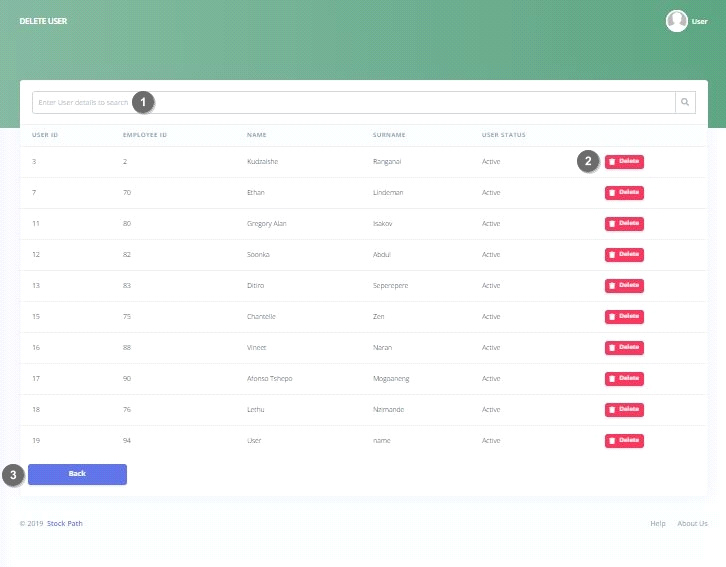 DELETE USER
User
Enter User details to search 1
USER ID EMPLOYEE ID NAME SURNAME USER STATUS
3 2 Kudzaishe Ranganai Active 2 Delete
7 70 Ethan Lindeman Active Delete
11 80 Gregory Alan Isakov Active Delete
12 82 Soonka Abdul Active Delete
13 83 Ditiro Seperepere Active Delete
15 75 Chantelle Zen Active Delete
16 88 Vineet Naran Active Delete
17 90 Afonso Tshepo Mogoaneng Active Delete
18 76 Lethu Nzimande Active Delete
19 94 User name Active Delete
3 Back
© 2019 Stock Path
Help About Us